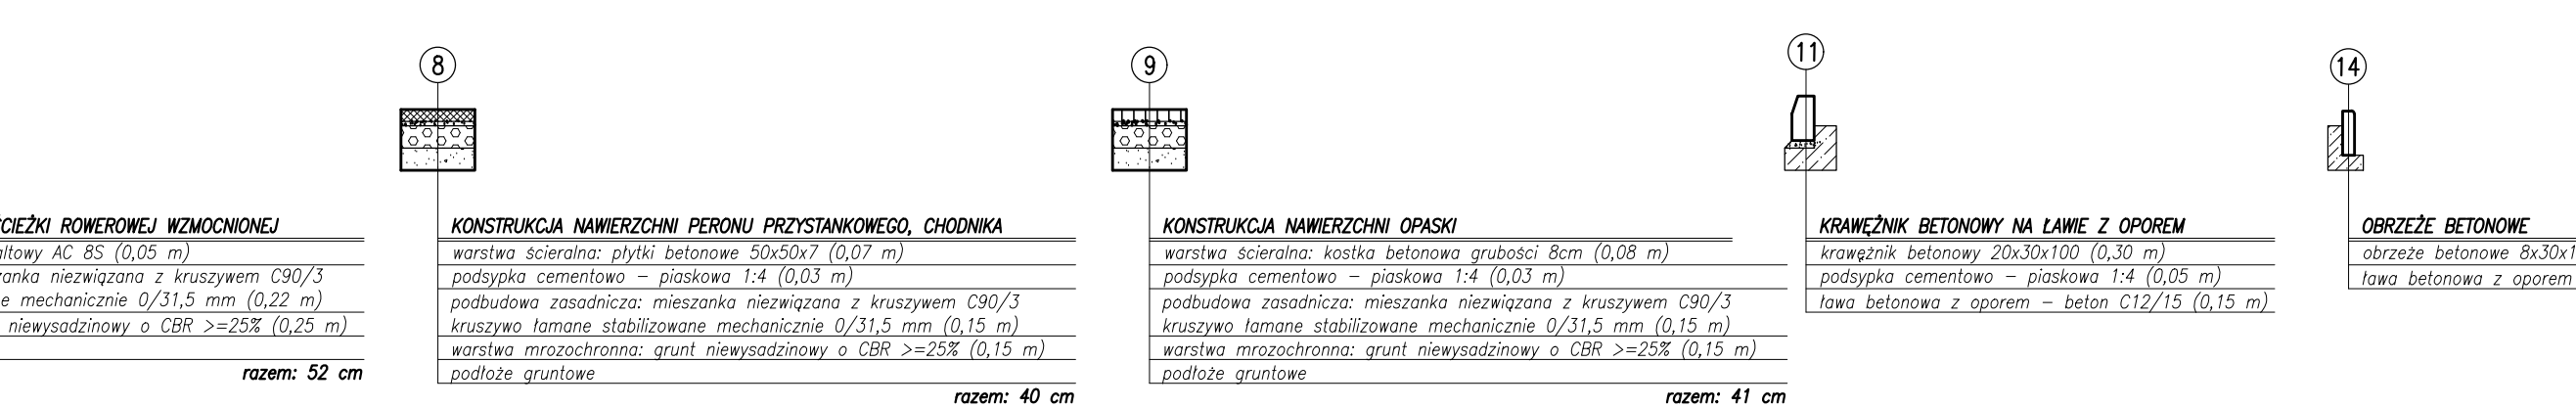 ROWEROWEJ WZMOCNIONEJ
AC 8S (0,05 m)
niezwiązana z kruszywem C90/3
mechanicznie 0/31,5 mm (0,22 m)
niewysadzinowy o CBR >=25% (0,25 m)
razem: 52 cm
8
KONSTRUKCJA NAWIERZCHNI PERONU PRZYSTANKOWEGO, CHODNIKA
warstwa ścieralna: płytki betonowe 50x50x7 (0,07 m)
podsypka cementowo – piaskowa 1:4 (0,03 m)
podbudowa zasadnicza: mieszanka niezwiązana z kruszywem C90/3
kruszywo łamane stabilizowane mechanicznie 0/31,5 mm (0,15 m)
warstwa mrozochronna: grunt niewysadzinowy o CBR >=25% (0,15 m)
podłoże gruntowe
razem: 40 cm
9
KONSTRUKCJA NAWIERZCHNI OPASKI
warstwa ścieralna: kostka betonowa grubości 8cm (0,08 m)
podsypka cementowo – piaskowa 1:4 (0,03 m)
podbudowa zasadnicza: mieszanka niezwiązana z kruszywem C90/3
kruszywo łamane stabilizowane mechanicznie 0/31,5 mm (0,15 m)
warstwa mrozochronna: grunt niewysadzinowy o CBR >=25% (0,15 m)
podłoże gruntowe
razem: 41 cm
11
KRAWĘŻNIK BETONOWY NA ŁAWIE Z OPOREM
krawężnik betonowy 20x30x100 (0,30 m)
podsypka cementowo – piaskowa 1:4 (0,05 m)
ława betonowa z oporem – beton C12/15 (0,15 m)
14
OBRZEŻE BETONOWE
obrzeże betonowe 8x30x1
ława betonowa z oporem